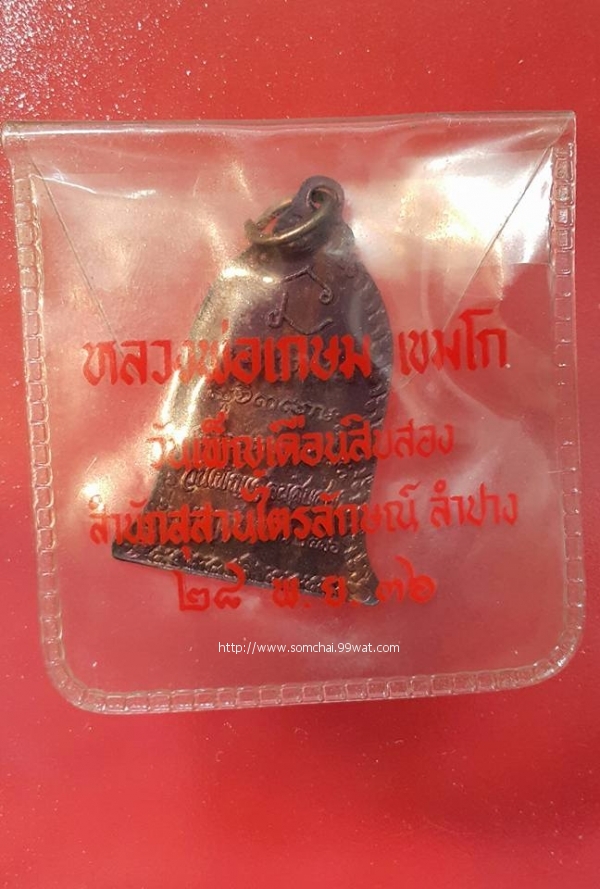 หลวงพ่อเกษม เขมโก
วันเพ็ญเดือนสิบสอง
สำนักสุสานไตรลักษณ์ ลำปาง
๒๘ พ.ย. ๓๖
http://www.somchai.99wat.com